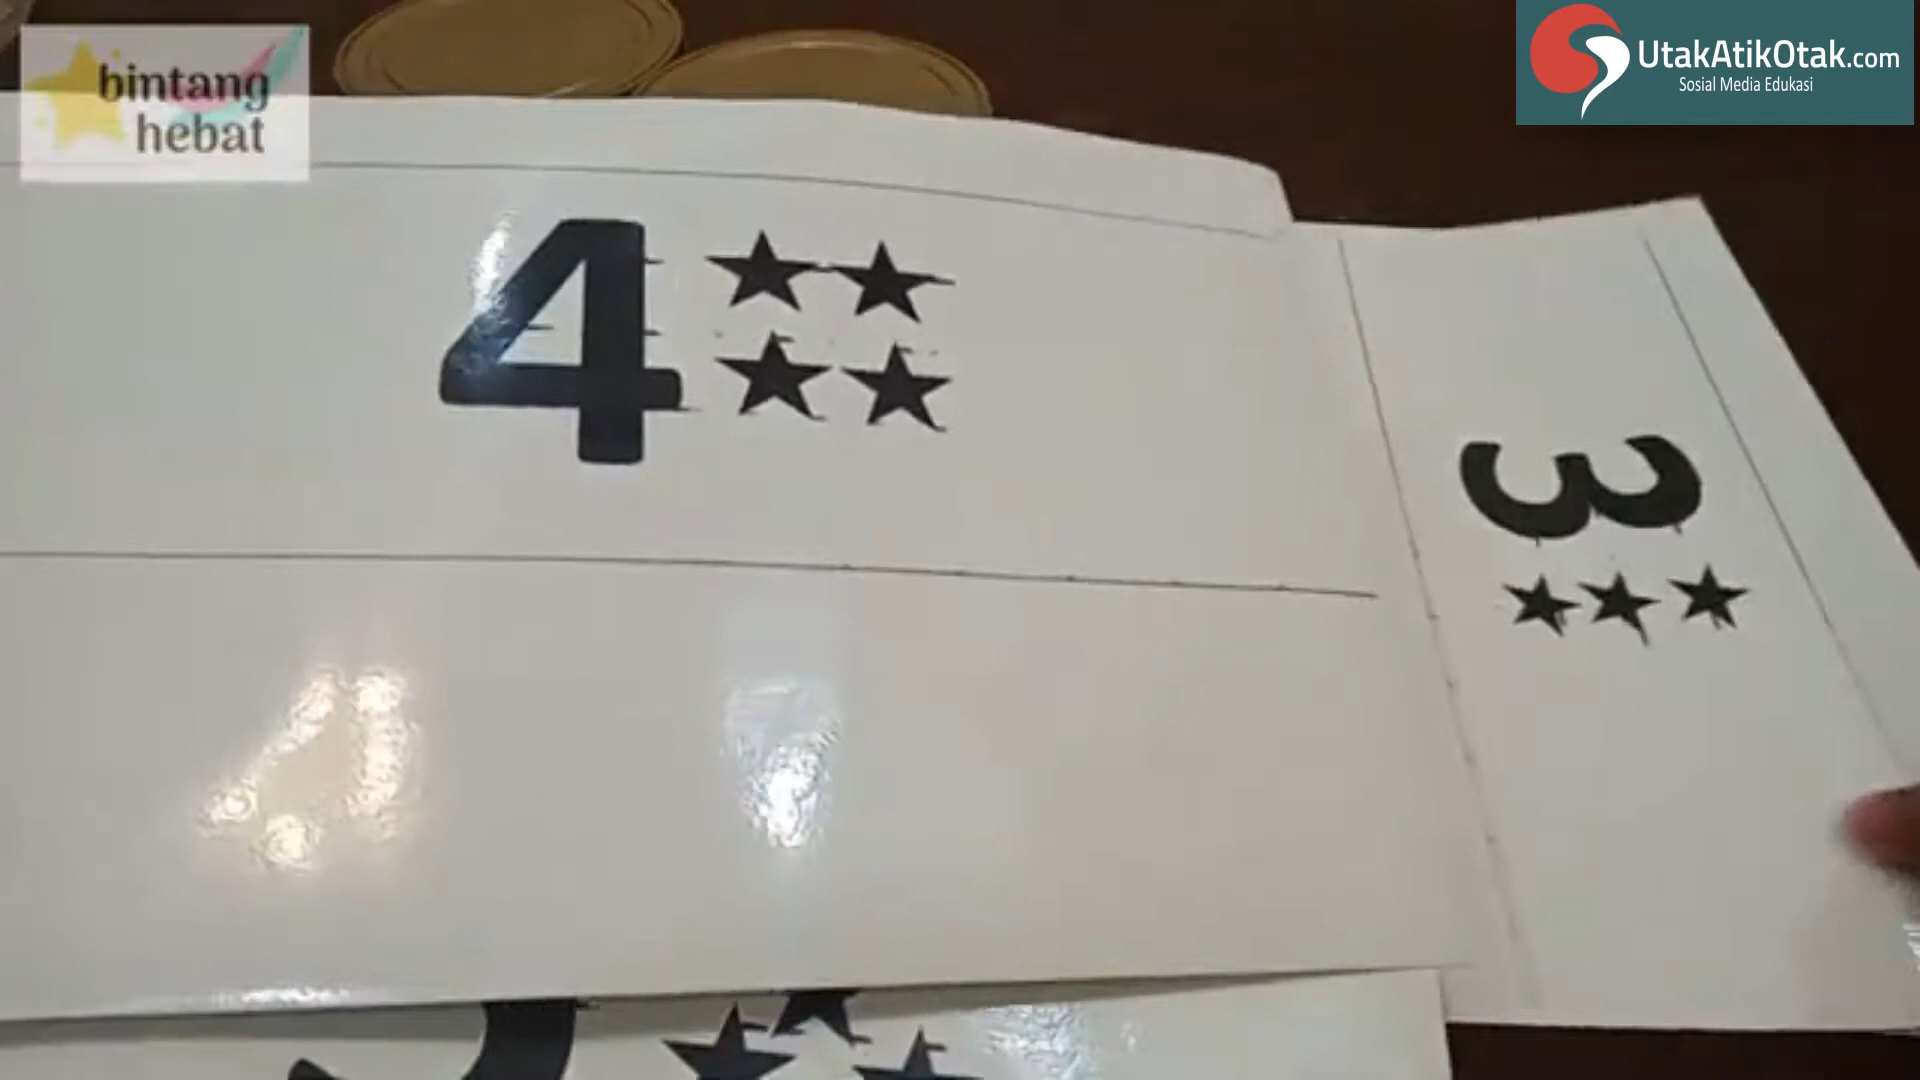 bintang
hebat
UtakAtikOtak.com
Sosial Media Edukasi
4
3